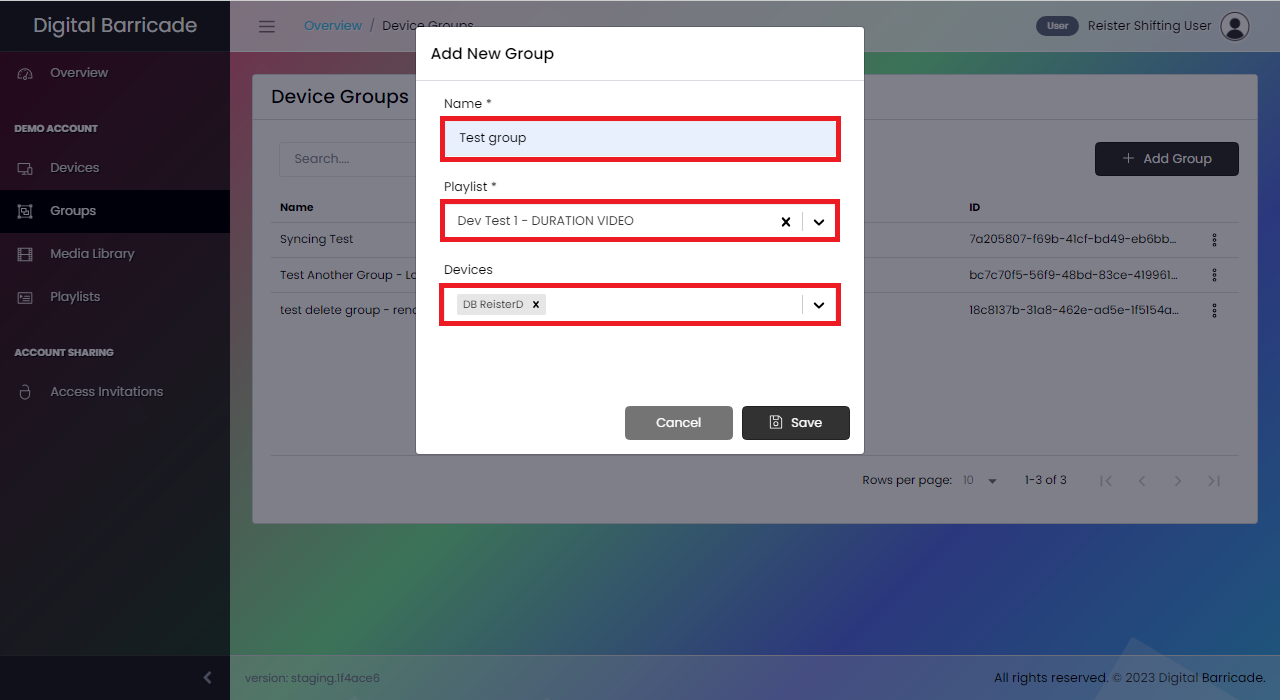 Digital Barricade
Overview / Device Groups
User Reister Shifting User
Overview
DEMO ACCOUNT
Devices
Groups
Media Library
Playlists
ACCOUNT SHARING
Access Invitations
Device Groups
Search....
Add Group
Name ID
Syncing Test 7a205807-f69b-41cf-bd49-eb6bb...
Test Another Group - Lo bc7c70f5-56f9-48bd-83ce-419961...
test delete group - ren 18c8137b-31a8-462e-ad5e-1f5154a...
Rows per page: 10 1-3 of 3
Add New Group
Name *
Test group
Playlist *
Dev Test 1 - DURATION VIDEO
Devices
DB ReisterD
Cancel Save
version: staging.1f4ace6
All rights reserved. © 2023 Digital Barricade.